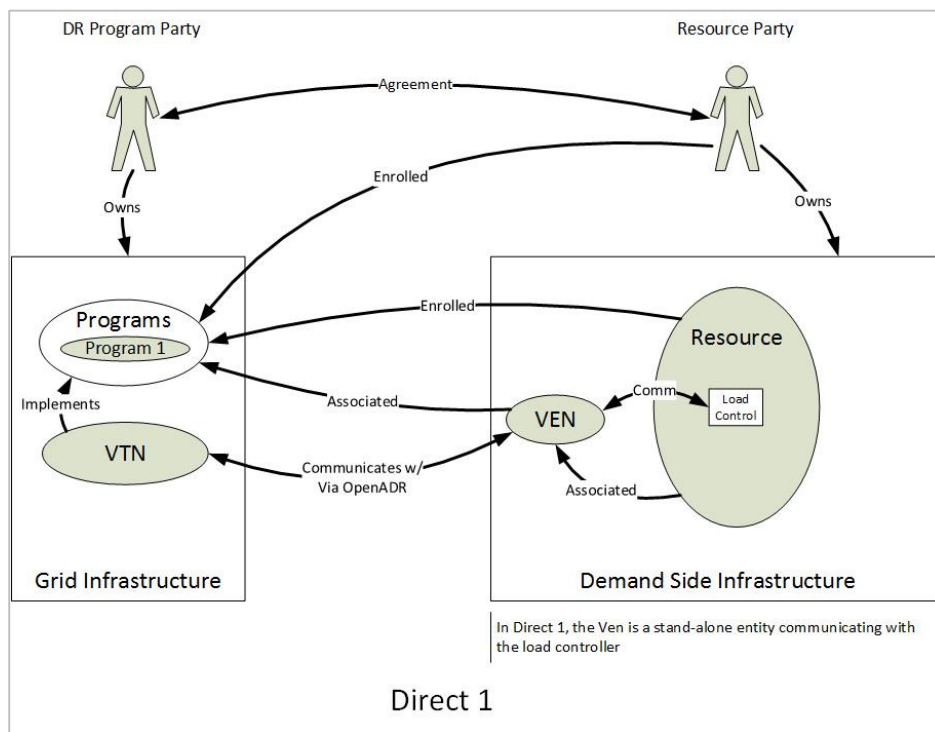 DR Program Party
Resource Party
Agreement
Enrolled
Owns
Owns
Programs
Program 1
Enrolled
Resource
Implements
Associated
Comm
Load
Control
VEN
VTN
Communicates w/
Via OpenADR
Associated
Grid Infrastructure
Demand Side Infrastructure
In Direct 1, the Ven is a stand-alone entity communicating with
the load controller
Direct 1